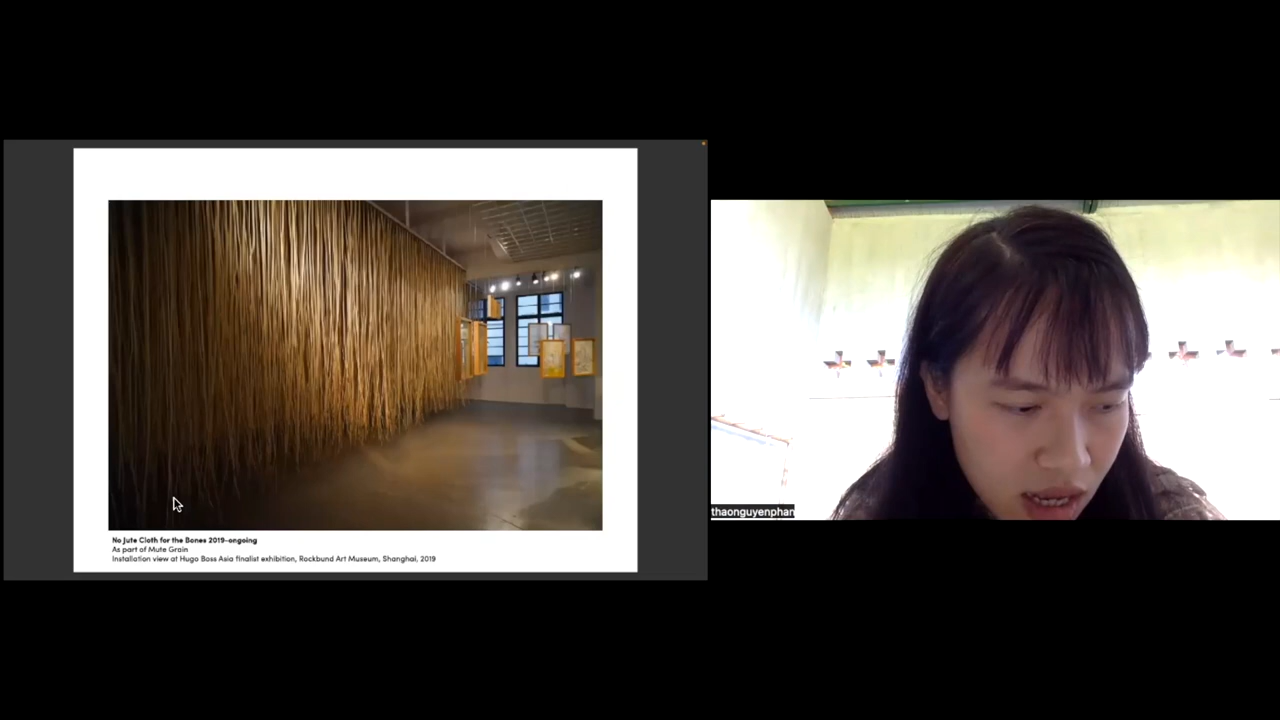 No Jute Cloth for the Bones 2019-ongoing
As part of Mute Grain
Installation view at Hugo Boss Asia finalist exhibition, Rockbund Art Museum, Shanghai, 2019
thaonguyenphan